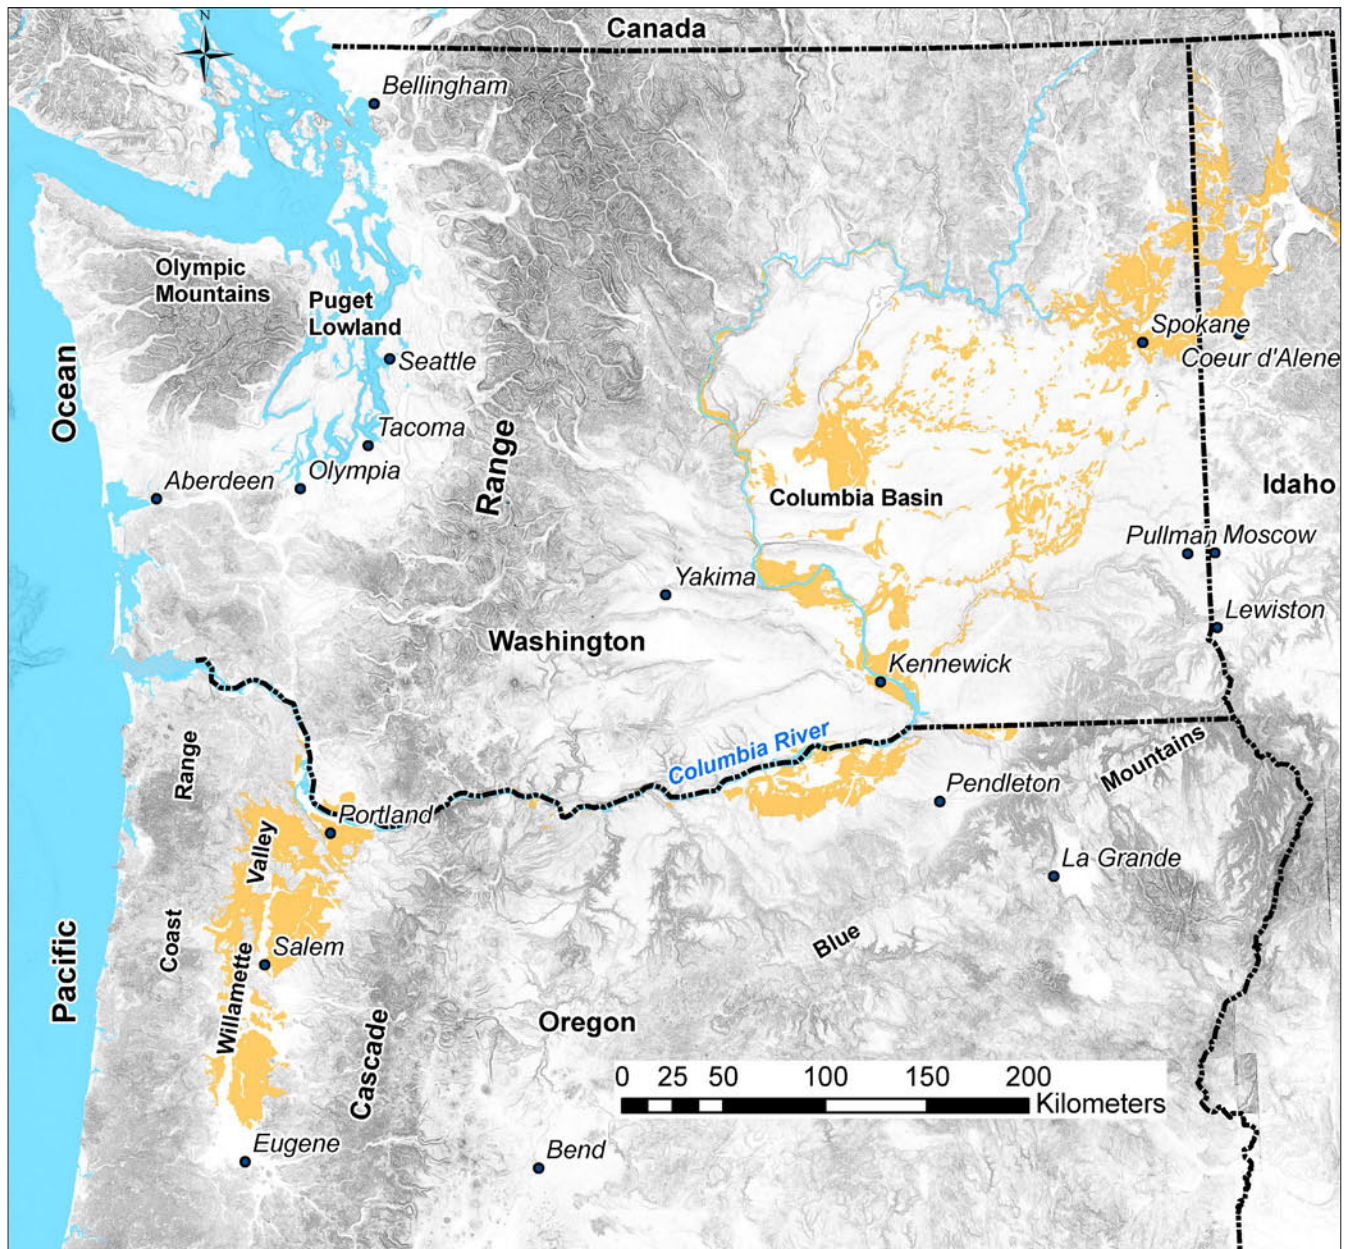 N
Canada
Bellingham
Olympic
Mountains
Puget
Lowland
Spokane
Coeur d'Alene
Seattle
Ocean
Range
Tacoma
Olympia
Aberdeen
Columbia Basin
Idaho
Pullman
Moscow
Yakima
Lewiston
Washington
Kennewick
Columbia River
Range
Mountains
Pendleton
Portland
Valley
La Grande
Coast
Blue
Salem
Pacific
Willamette
Oregon
Cascade
0 25 50 100 150 200
Kilometers
Eugene
Bend